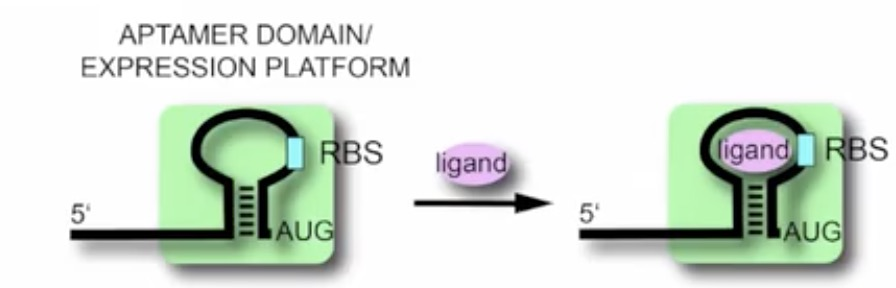 APTAMER DOMAIN/
EXPRESSION PLATFORM
RBS
5‘
AUG
ligand
ligand
RBS
5‘
AUG